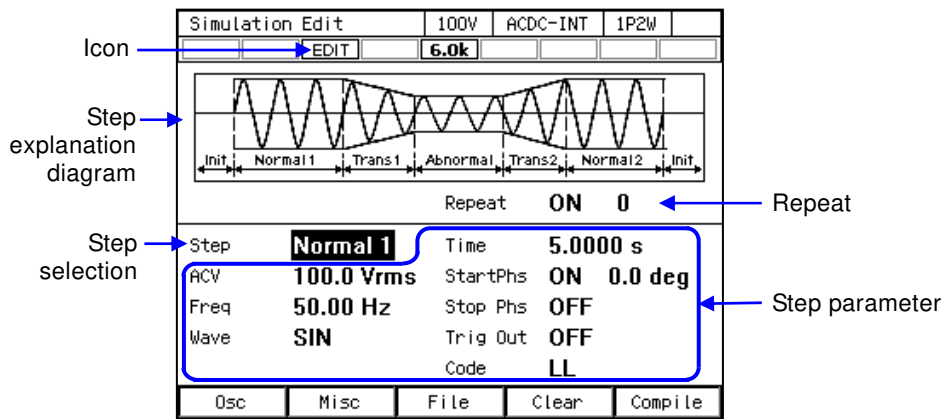 Simulation Edit 100V ACDC-INT 1P2W
Icon EDIT 6.0k
Step explanation diagram
Init Normal1 Trans1 Abnormal Trans2 Normal2 Init
Repeat ON 0 Repeat
Step selection
Step Normal 1 Time 5.0000 s
ACV 100.0 Vrms StartPhs ON 0.0 deg
Freq 50.00 Hz Stop Phs OFF Step parameter
Wave SIN Trig Out OFF
Code LL
Osc Misc File Clear Compile